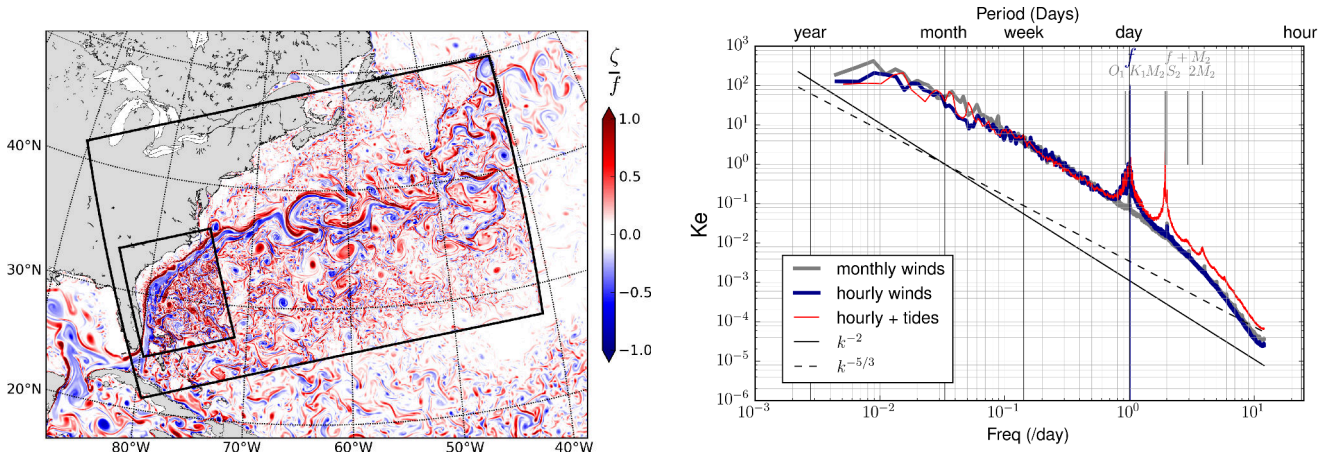 40°N
30°N
20°N
80°W 70°W 60°W 50°W 40°W
ζ/f
1.0
0.5
0.0
−0.5
−1.0
Period (Days)
year month week day hour
f
f + M₂
O₁ K₁ M₂ S₂ 2M₂
10³
10²
10¹
10⁰
10⁻¹
10⁻²
10⁻³
10⁻⁴
10⁻⁵
10⁻⁶
Ke
monthly winds
hourly winds
hourly + tides
k⁻²
k⁻⁵/³
10⁻³ 10⁻² 10⁻¹ 10⁰ 10¹
Freq (/day)